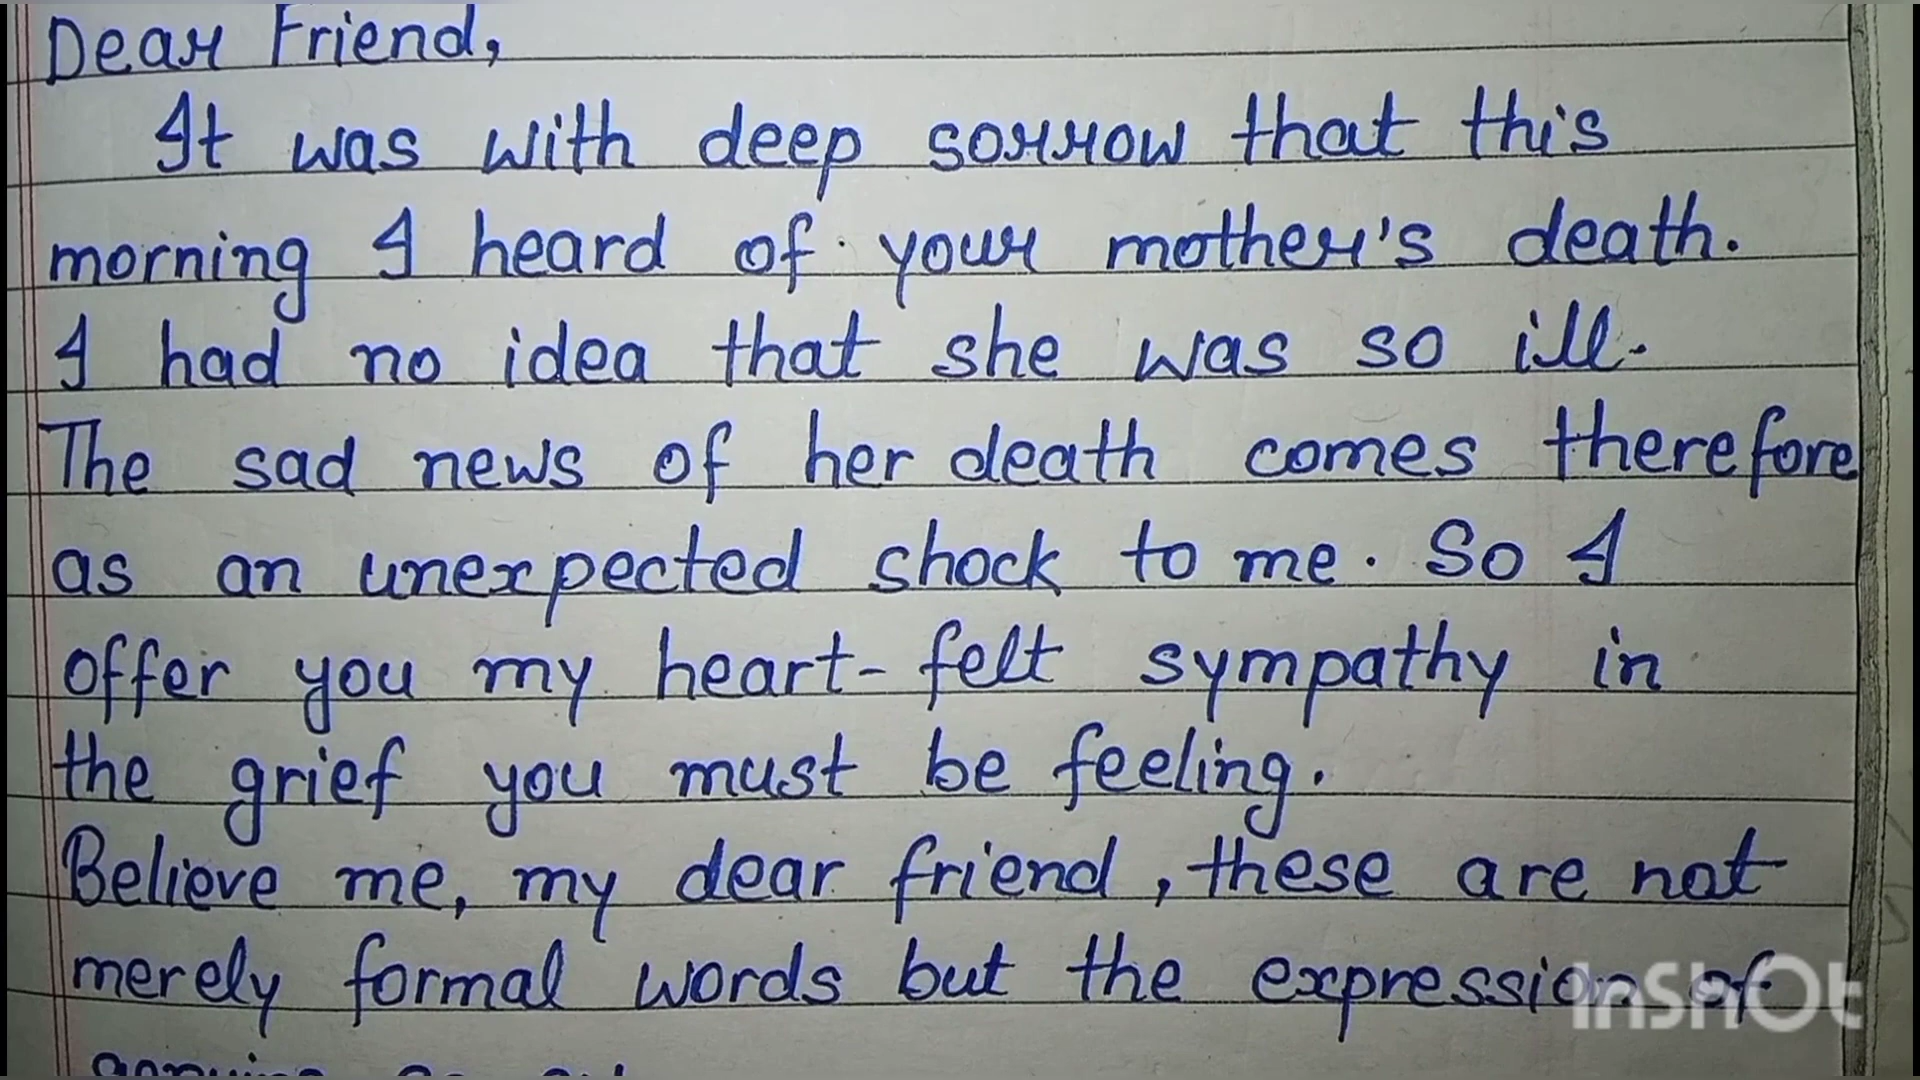 Dear Friend,
It was with deep sorrow that this
morning I heard of your mother's death.
I had no idea that she was so ill.
The sad news of her death comes therefore
as an unexpected shock to me. So I
offer you my heart-felt sympathy in
the grief you must be feeling.
Believe me, my dear friend, these are not
merely formal words but the expression of
InShOt